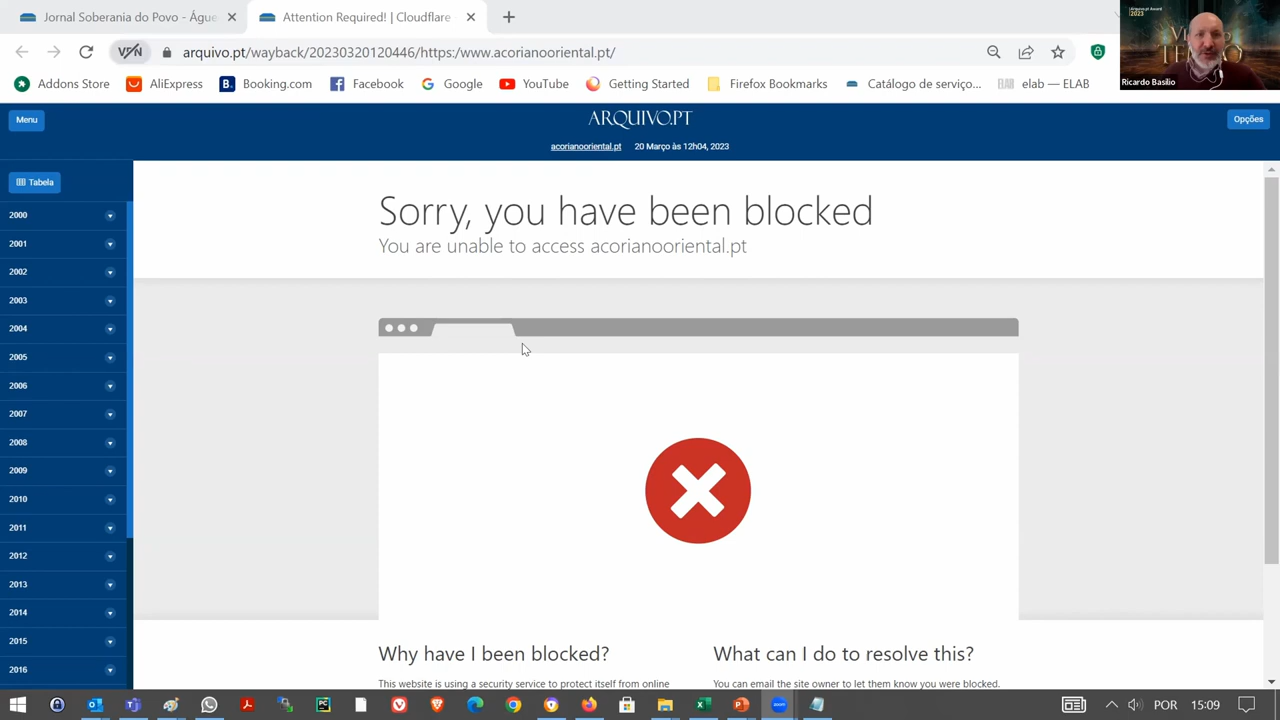 Jornal Soberania do Povo - Águe
Attention Required! | Cloudflare
VPN
arquivo.pt/wayback/20230320120446/https:/www.acorianooriental.pt/
Addons Store
AliExpress
Booking.com
Facebook
Google
YouTube
Getting Started
Firefox Bookmarks
Catálogo de serviço...
elab — ELAB
2023
Ricardo Basílio
Menu
ARQUIVO.PT
Opções
acorianooriental.pt 20 Março às 12h04, 2023
Tabela
2000
2001
2002
2003
2004
2005
2006
2007
2008
2009
2010
2011
2012
2013
2014
2015
2016
Sorry, you have been blocked
You are unable to access acorianooriental.pt
Why have I been blocked?
This website is using a security service to protect itself from online
What can I do to resolve this?
You can email the site owner to let them know you were blocked.
zoom
POR
15:09